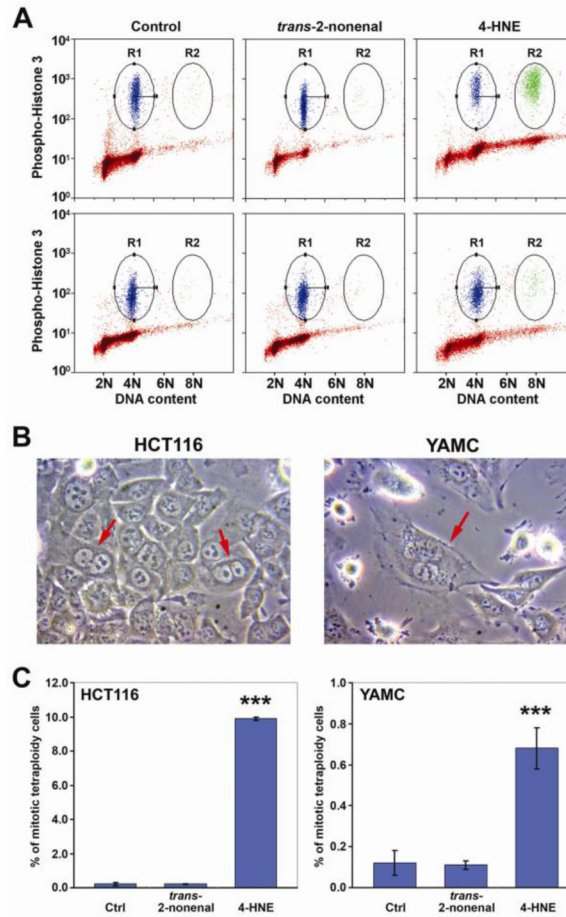 A
Control
trans-2-nonenal
4-HNE
Phospho-Histone 3
10⁴
10³
10²
10¹
10⁰
R1
R2
R1
R2
R1
R2
Phospho-Histone 3
10⁴
10³
10²
10¹
10⁰
R1
R2
R1
R2
R1
R2
2N 4N 6N 8N
2N 4N 6N 8N
2N 4N 6N 8N
DNA content
DNA content
DNA content
B
HCT116
YAMC
C
% of mitotic tetraploidy cells
12.0
10.0
8.0
6.0
4.0
2.0
0.0
HCT116
***
Ctrl
trans-
2-nonenal
4-HNE
% of mitotic tetraploidy cells
1.0
0.8
0.6
0.4
0.2
0.0
YAMC
***
Ctrl
trans-
2-nonenal
4-HNE